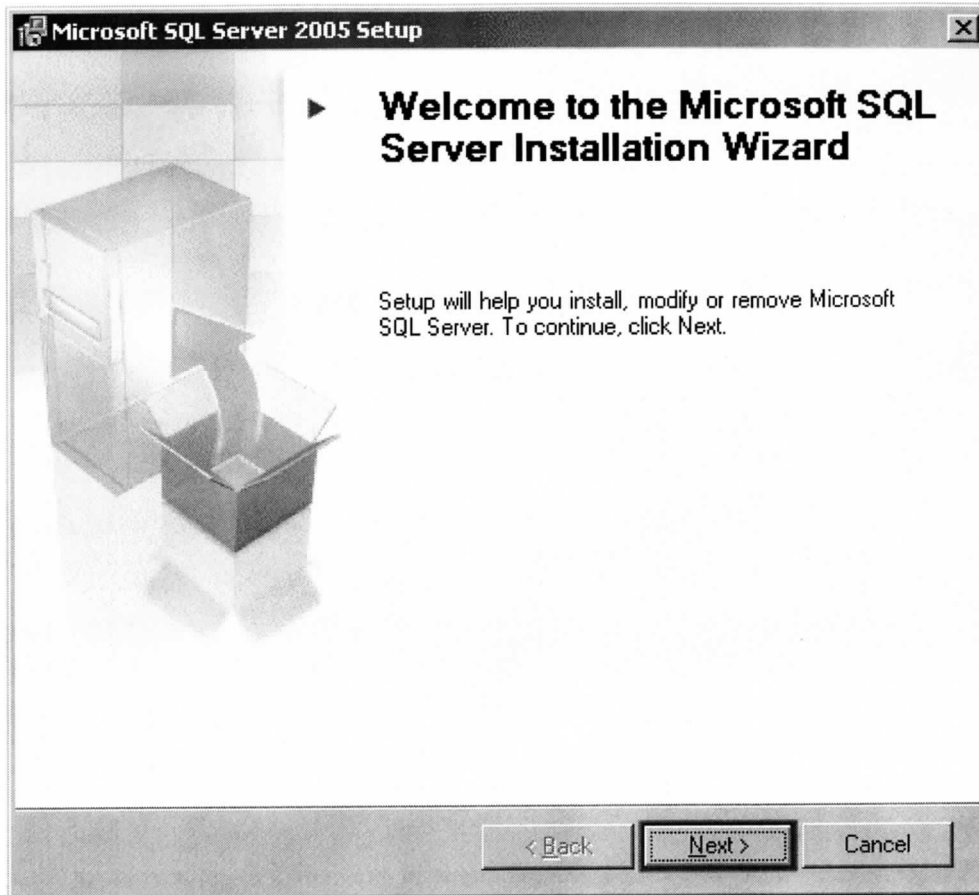 Microsoft SQL Server 2005 Setup
Welcome to the Microsoft SQL
Server Installation Wizard
Setup will help you install, modify or remove Microsoft
SQL Server. To continue, click Next.
< Back
Next >
Cancel